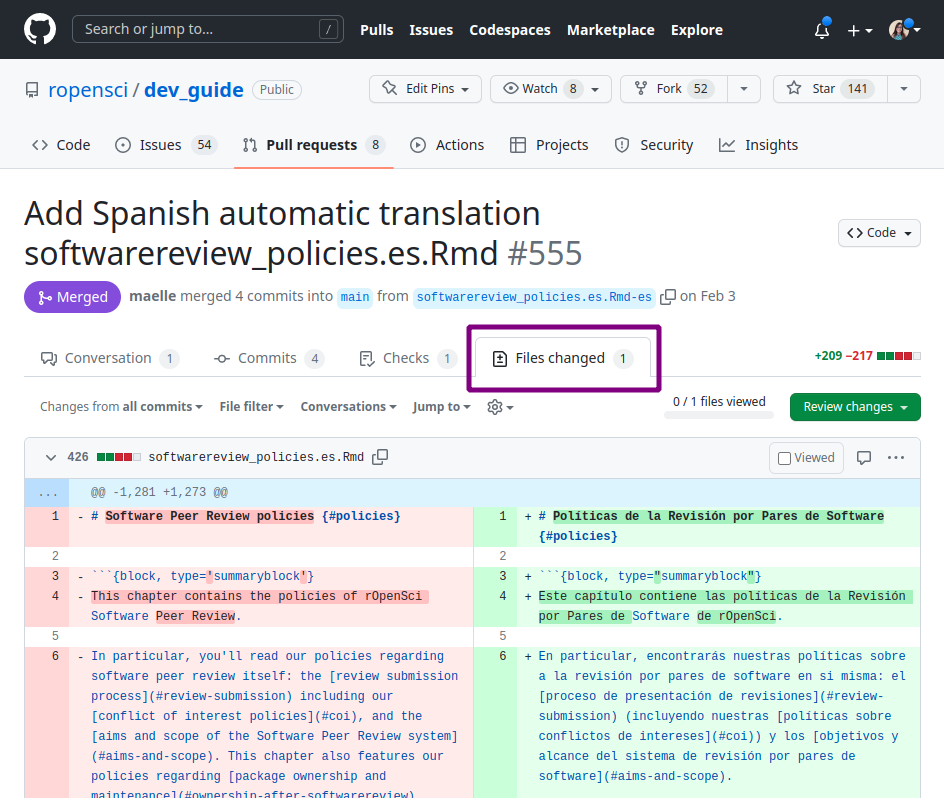 Search or jump to... / Pulls Issues Codespaces Marketplace Explore
ropensci / dev_guide Public Edit Pins Watch 8 Fork 52 Star 141
Code Issues 54 Pull requests 8 Actions Projects Security Insights
Add Spanish automatic translation
softwarereview_policies.es.Rmd #555
Code
Merged maelle merged 4 commits into main from softwarereview_policies.es.Rmd-es on Feb 3
Conversation 1 Commits 4 Checks 1 Files changed 1 +209 −217
Changes from all commits File filter Conversations Jump to 0 / 1 files viewed Review changes
426 softwarereview_policies.es.Rmd Viewed
... @@ -1,281 +1,273 @@
1 - # Software Peer Review policies {#policies}
2
3 - ```{block, type='summaryblock'}
4 - This chapter contains the policies of rOpenSci
Software Peer Review.
5
6 - In particular, you'll read our policies regarding
software peer review itself: the [review submission
process](#review-submission) including our
[conflict of interest policies](#coi), and the
[aims and scope of the Software Peer Review system]
(#aims-and-scope). This chapter also features our
policies regarding [package ownership and
maintenance](#ownership-after-softwarereview)
1 + # Políticas de la Revisión por Pares de Software
{#policies}
2
3 + ```{block, type="summaryblock"}
4 + Este capítulo contiene las políticas de la Revisión
por Pares de Software de rOpenSci.
5
6 + En particular, encontrarás nuestras políticas sobre
a la revisión por pares de software en si misma: el
[proceso de presentación de revisiones](#review-
submission) (incluyendo nuestras [políticas sobre
conflictos de intereses](#coi)) y los [objetivos y
alcance del sistema de revisión por pares de
software](#aims-and-scope).